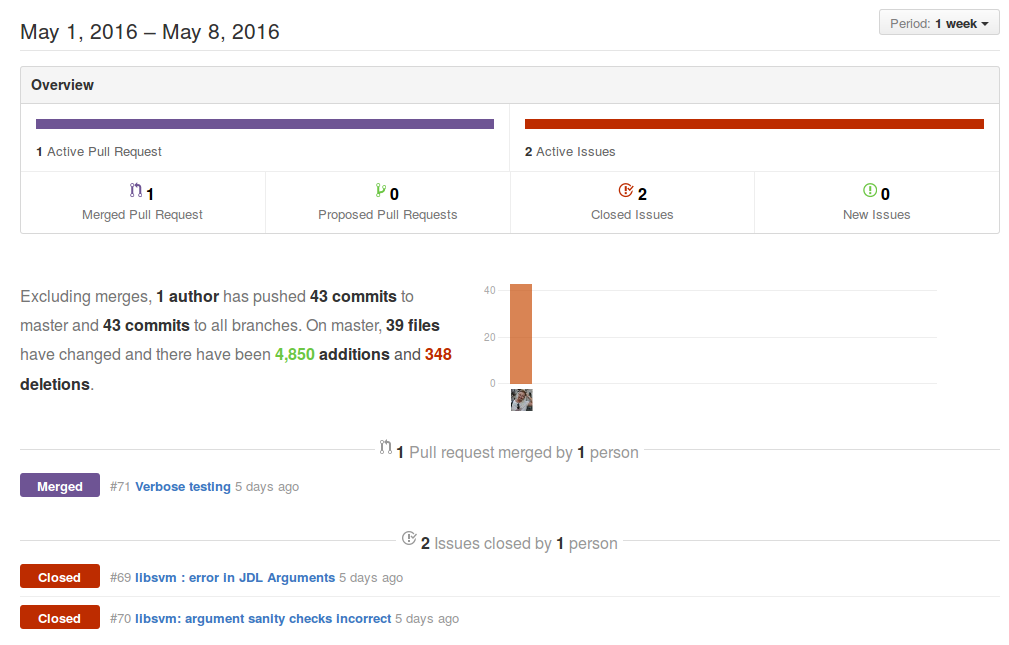 May 1, 2016 – May 8, 2016
Period: 1 week
Overview
1 Active Pull Request
2 Active Issues
1
Merged Pull Request
0
Proposed Pull Requests
2
Closed Issues
0
New Issues
Excluding merges, 1 author has pushed 43 commits to
master and 43 commits to all branches. On master, 39 files
have changed and there have been 4,850 additions and 348
deletions.
40
20
0
1 Pull request merged by 1 person
Merged #71 Verbose testing 5 days ago
2 Issues closed by 1 person
Closed #69 libsvm : error in JDL Arguments 5 days ago
Closed #70 libsvm: argument sanity checks incorrect 5 days ago